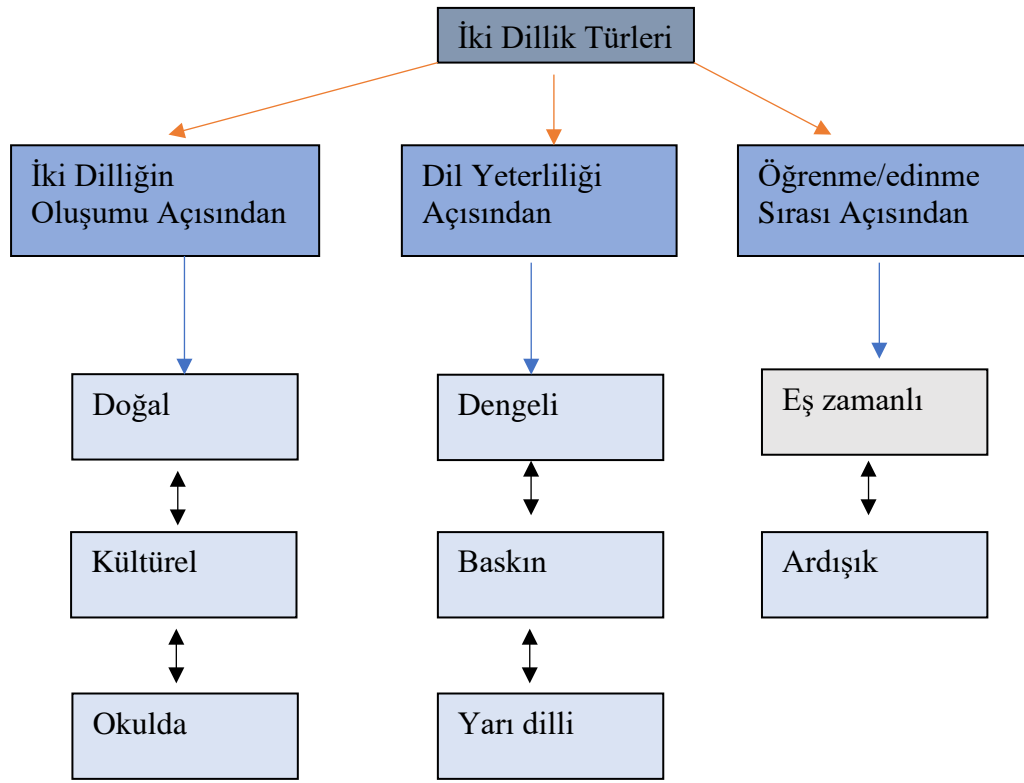 İki Dillik Türleri
İki Dilliğin
Oluşumu Açısından
Dil Yeterliliği
Açısından
Öğrenme/edinme
Sırası Açısından
Doğal
Dengeli
Eş zamanlı
Kültürel
Baskın
Ardışık
Okulda
Yarı dilli